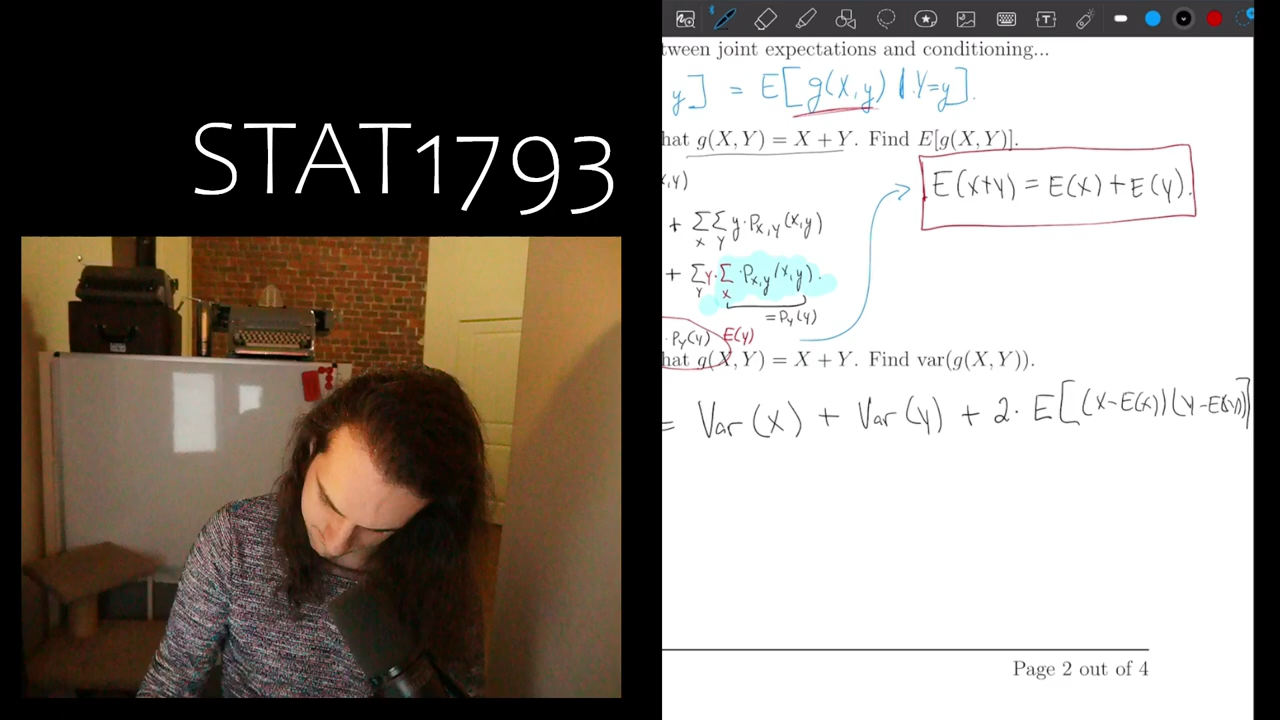 STAT1793
tween joint expectations and conditioning...
y] = E[g(X,y) | Y=y].
hat g(X, Y) = X + Y. Find E[g(X, Y)].
x,y)
E(X+Y) = E(X) + E(Y).
+ ∑x ∑y y·Px,y(x,y)
+ ∑y y·∑x ·Px,y(x,y).
=Py(y)
·Py(y) E(y)
hat g(X, Y) = X + Y. Find var(g(X, Y)).
= Var(X) + Var(Y) + 2· E[(X-E(X))(Y-E(Y))]
Page 2 out of 4